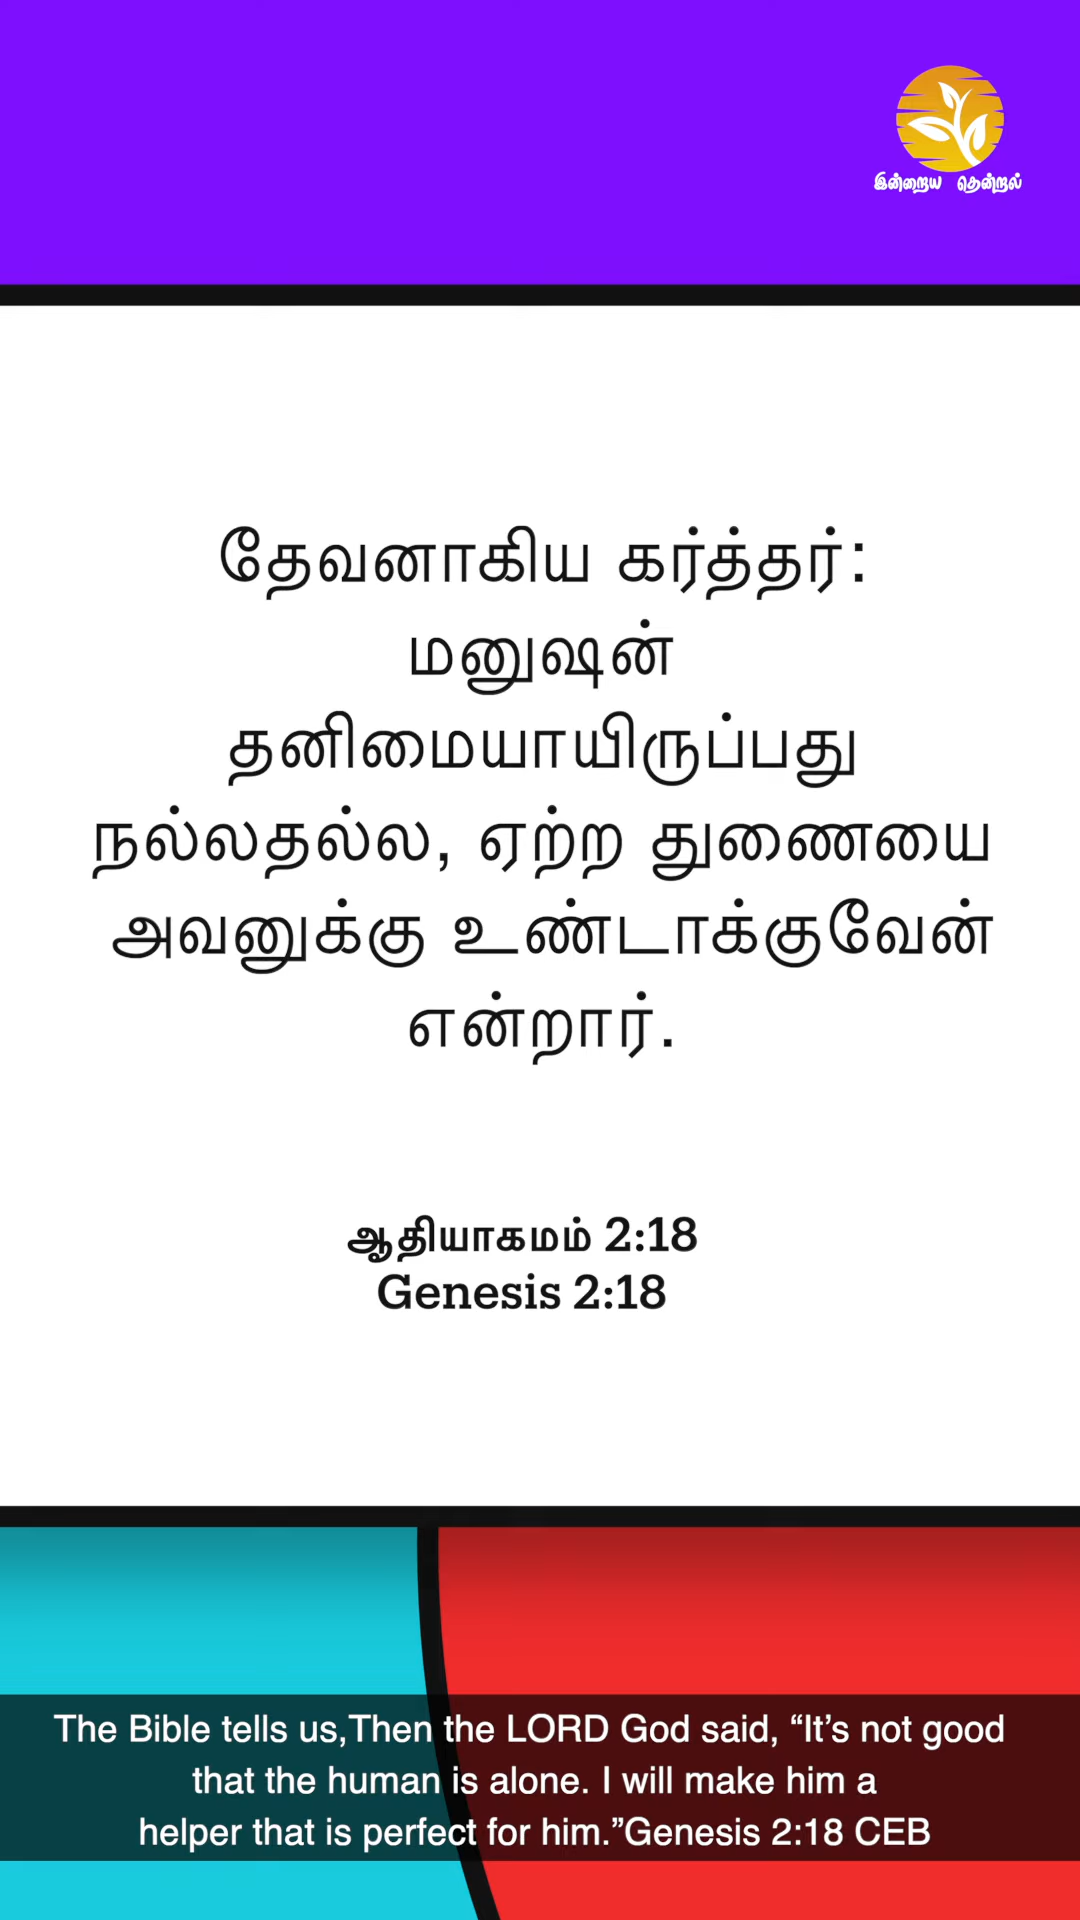 இன்றைய தென்றல்
தேவனாகிய கர்த்தர்:
மனுஷன்
தனிமையாயிருப்பது
நல்லதல்ல, ஏற்ற துணையை
அவனுக்கு உண்டாக்குவேன்
என்றார்.
ஆதியாகமம் 2:18
Genesis 2:18
The Bible tells us,Then the LORD God said, “It’s not good
that the human is alone. I will make him a
helper that is perfect for him.”Genesis 2:18 CEB